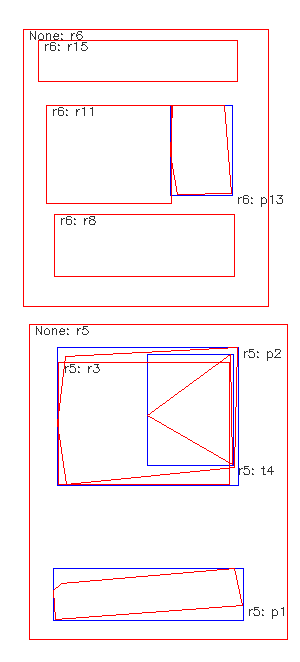 None: r6
r6: r15
r6: r11
r6: p13
r6: r8
None: r5
r5: p2
r5: r3
r5: t4
r5: p1